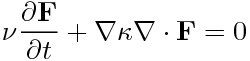 ν ∂𝐅/∂t + ∇κ∇ · 𝐅 = 0